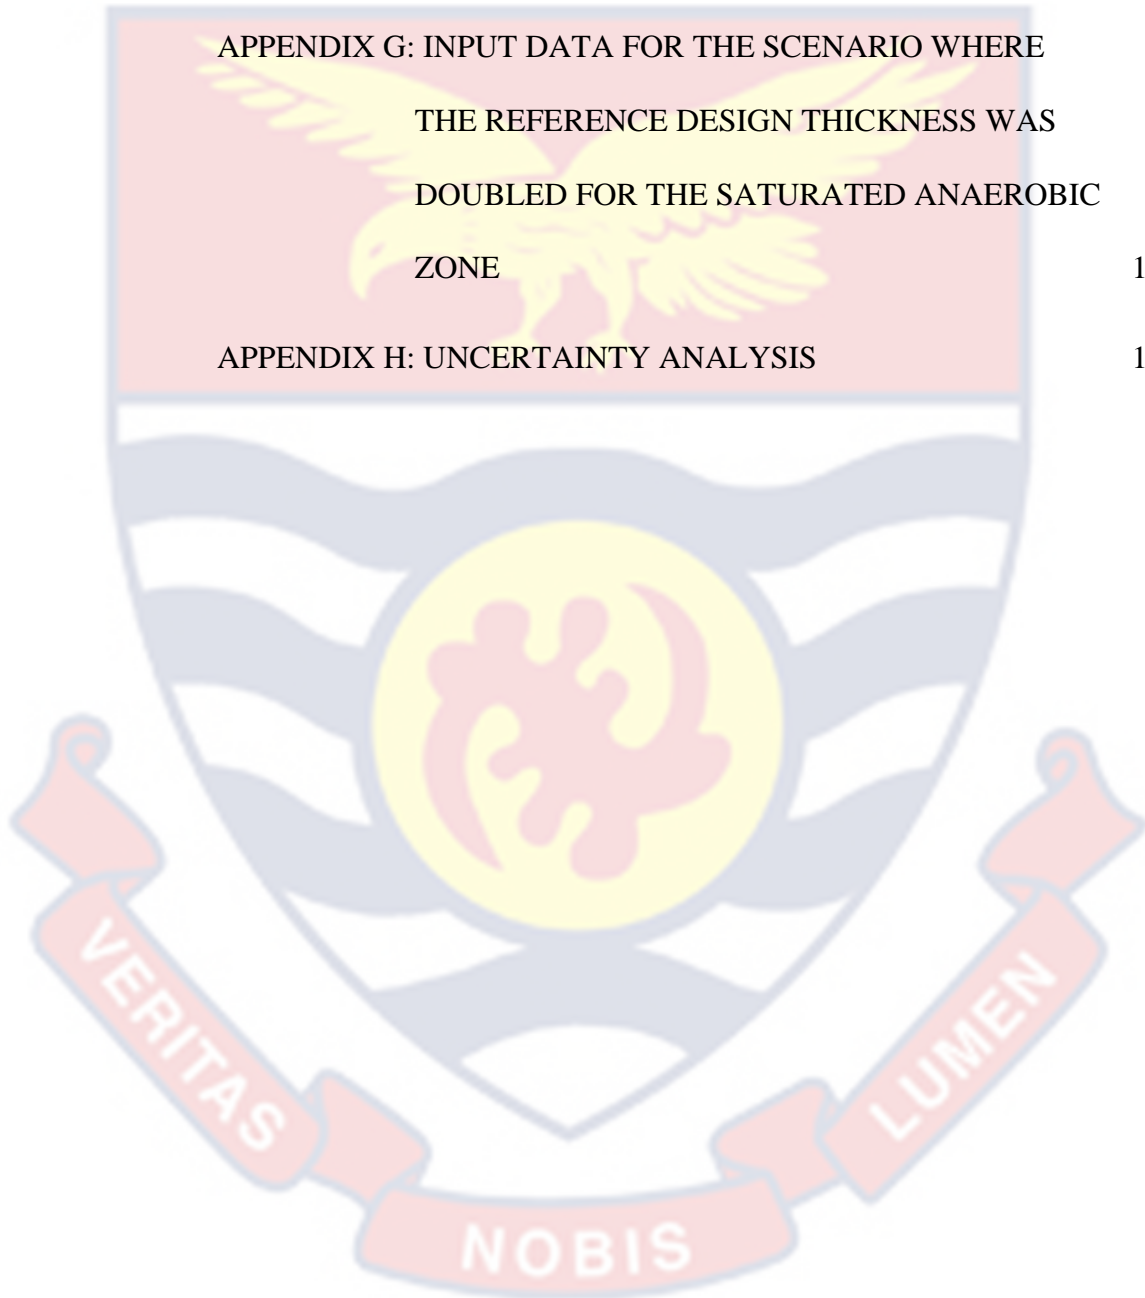 APPENDIX G: INPUT DATA FOR THE SCENARIO WHERE
THE REFERENCE DESIGN THICKNESS WAS
DOUBLED FOR THE SATURATED ANAEROBIC
ZONE 1
APPENDIX H: UNCERTAINTY ANALYSIS 1
VERITAS
NOBIS
LUMEN